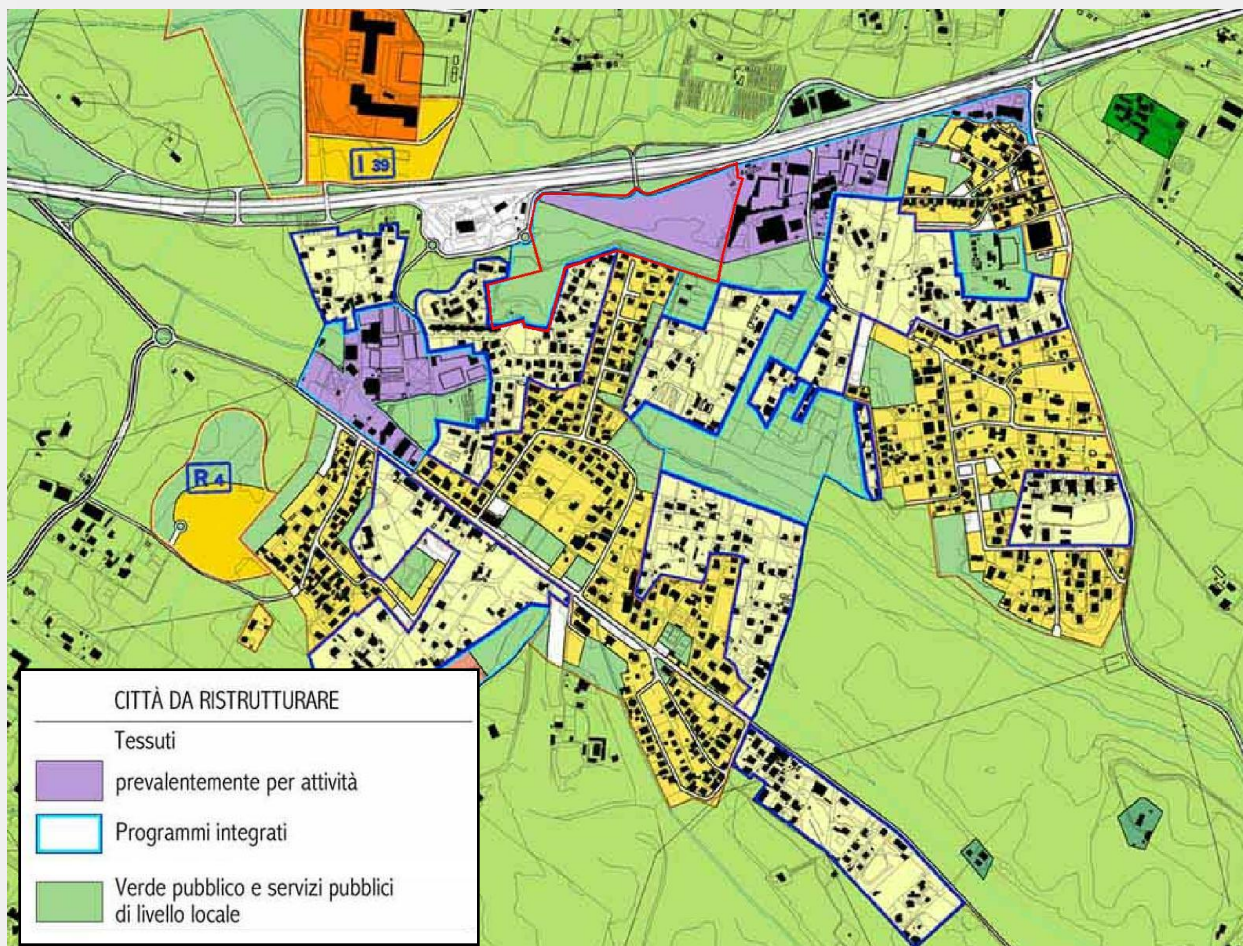 I 39
R 4
CITTÀ DA RISTRUTTURARE
Tessuti
prevalentemente per attività
Programmi integrati
Verde pubblico e servizi pubblici
di livello locale